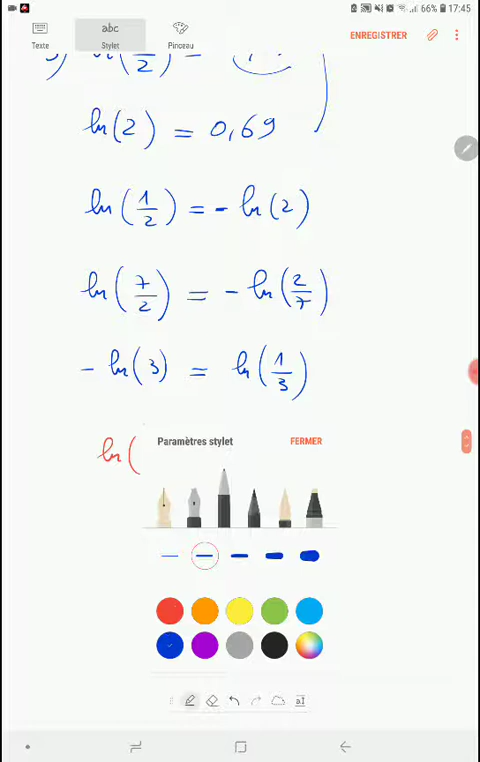 66% 17:45
Texte abc Stylet Pinceau ENREGISTRER
ln(2) = 0,69
ln(1/2) = - ln(2)
ln(7/2) = - ln(2/7)
- ln(3) = ln(1/3)
ln(
Paramètres stylet FERMER
aI